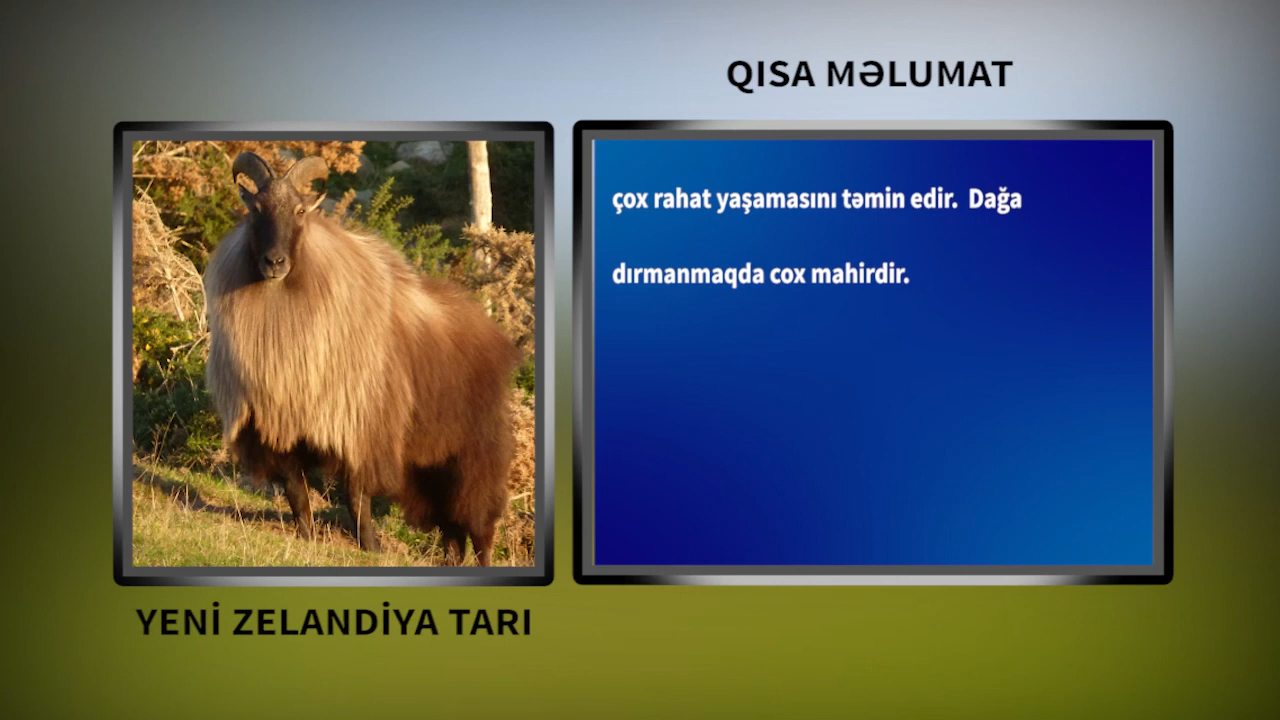 QISA MƏLUMAT
çox rahat yaşamasını təmin edir. Dağa
dırmanmaqda cox mahirdir.
YENİ ZELANDİYA TARI